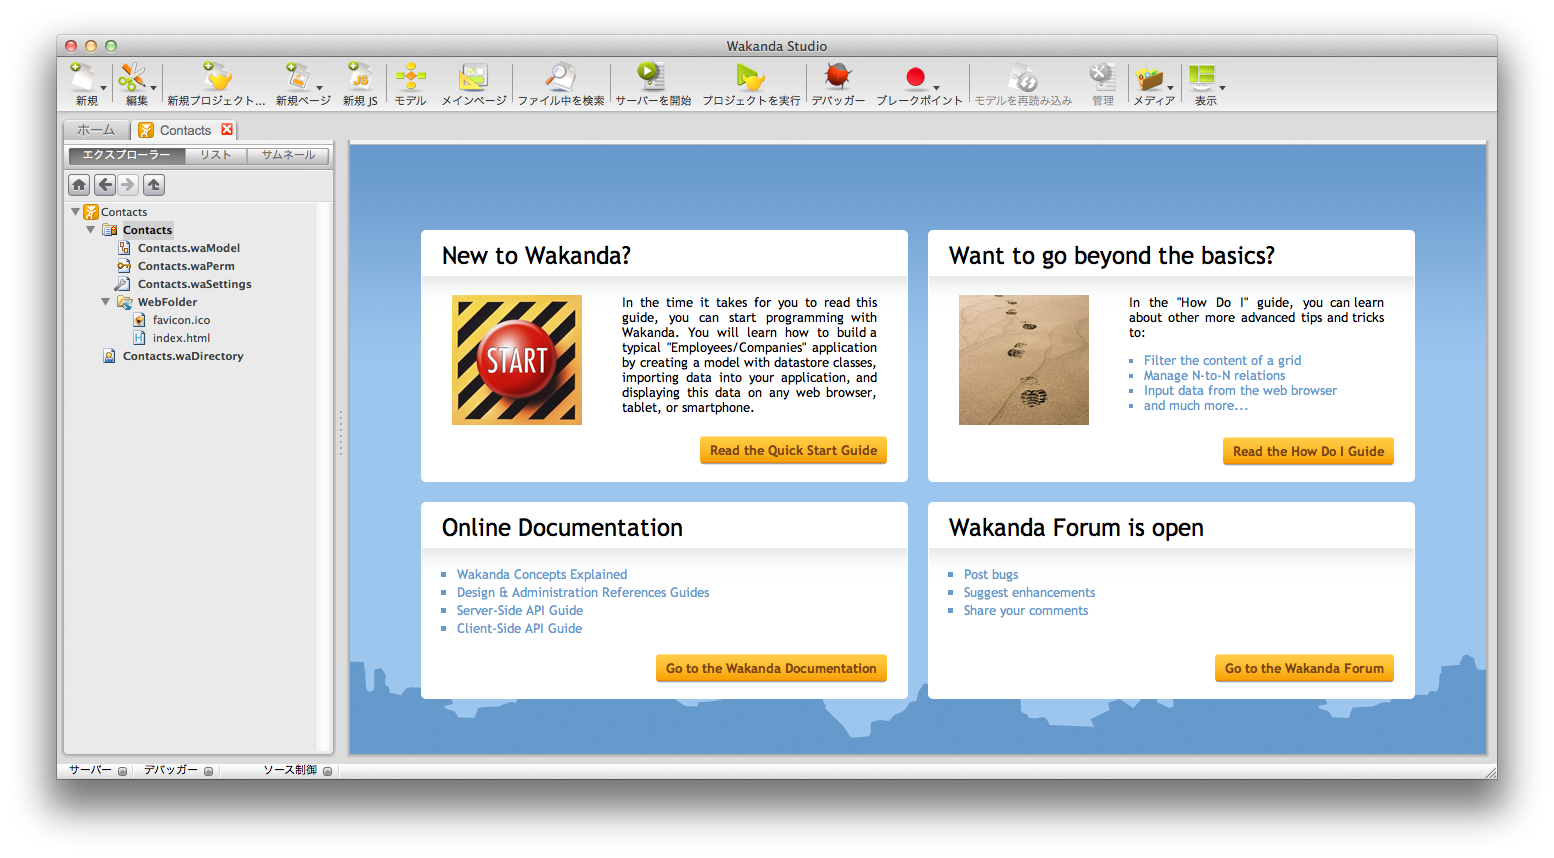 Wakanda Studio
新規 編集 新規プロジェクト... 新規ページ 新規 JS モデル メインページ ファイル中を検索 サーバーを開始 プロジェクトを実行 デバッガー ブレークポイント モデルを再読み込み 管理 メディア 表示
ホーム Contacts
エクスプローラー リスト サムネール
Contacts
Contacts
Contacts.waModel
Contacts.waPerm
Contacts.waSettings
WebFolder
favicon.ico
index.html
Contacts.waDirectory
New to Wakanda?
START
In the time it takes for you to read this
guide, you can start programming with
Wakanda. You will learn how to build a
typical "Employees/Companies" application
by creating a model with datastore classes,
importing data into your application, and
displaying this data on any web browser,
tablet, or smartphone.
Read the Quick Start Guide
Want to go beyond the basics?
In the "How Do I" guide, you can learn
about other more advanced tips and tricks
to:
Filter the content of a grid
Manage N-to-N relations
Input data from the web browser
and much more...
Read the How Do I Guide
Online Documentation
Wakanda Concepts Explained
Design & Administration References Guides
Server-Side API Guide
Client-Side API Guide
Go to the Wakanda Documentation
Wakanda Forum is open
Post bugs
Suggest enhancements
Share your comments
Go to the Wakanda Forum
サーバー デバッガー ソース制御